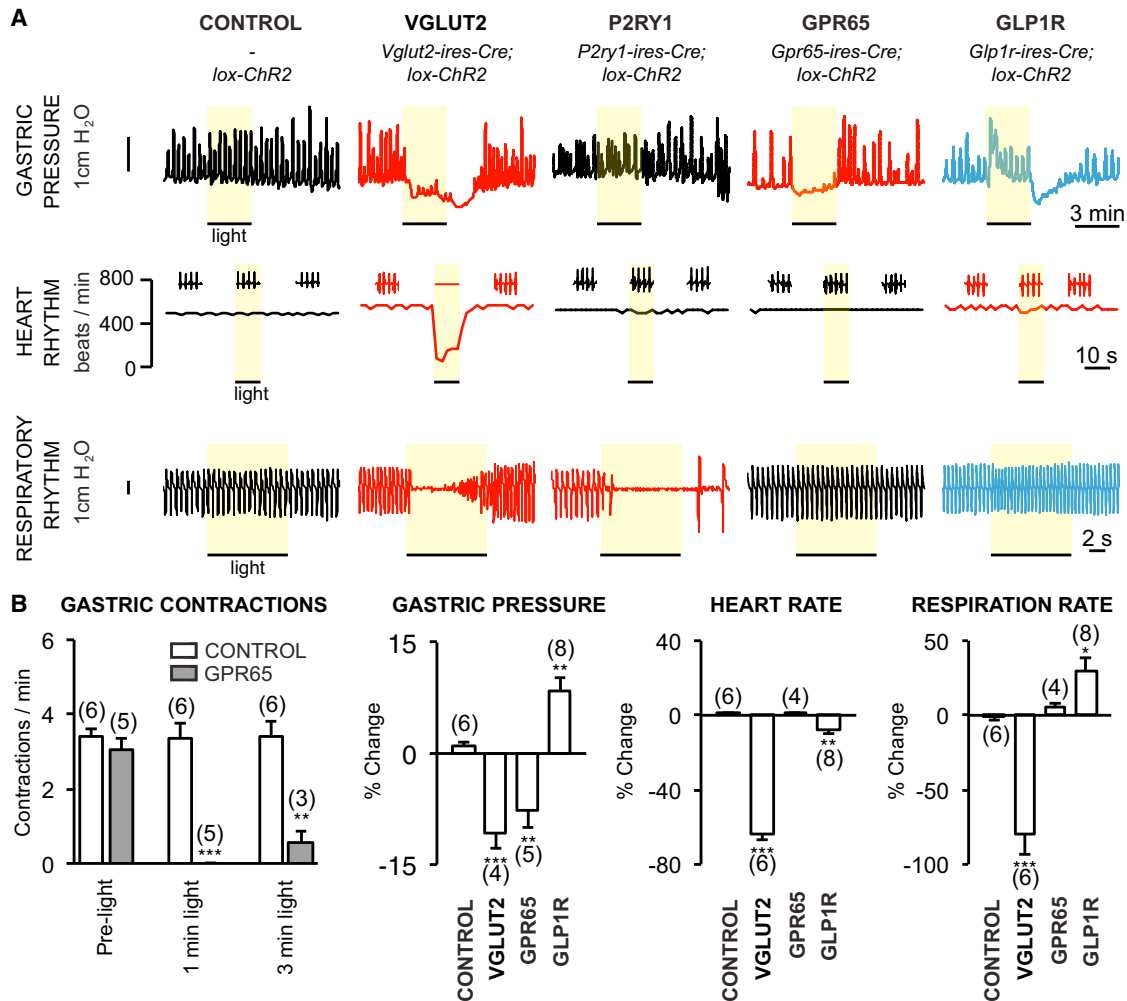 A
CONTROL VGLUT2 P2RY1 GPR65 GLP1R
- Vglut2-ires-Cre; P2ry1-ires-Cre; Gpr65-ires-Cre; Glp1r-ires-Cre;
lox-ChR2 lox-ChR2 lox-ChR2 lox-ChR2 lox-ChR2
GASTRIC
PRESSURE
1cm H2O
light
3 min
HEART
RHYTHM
beats / min
800
400
0
light
10 s
RESPIRATORY
RHYTHM
1cm H2O
light
2 s
B
GASTRIC CONTRACTIONS
Contractions / min
6
4
2
0
CONTROL
GPR65
(6) (5) (6) (5) (6) (3)
*** **
Pre-light
1 min light
3 min light
GASTRIC PRESSURE
% Change
15
0
-15
(6)
***
(4)
**
(5)
(8)
**
CONTROL
VGLUT2
GPR65
GLP1R
HEART RATE
% Change
40
0
-80
(6)
***
(6)
(4)
**
(8)
CONTROL
VGLUT2
GPR65
GLP1R
RESPIRATION RATE
% Change
50
0
-50
-100
(6)
***
(6)
(4)
(8)
*
CONTROL
VGLUT2
GPR65
GLP1R